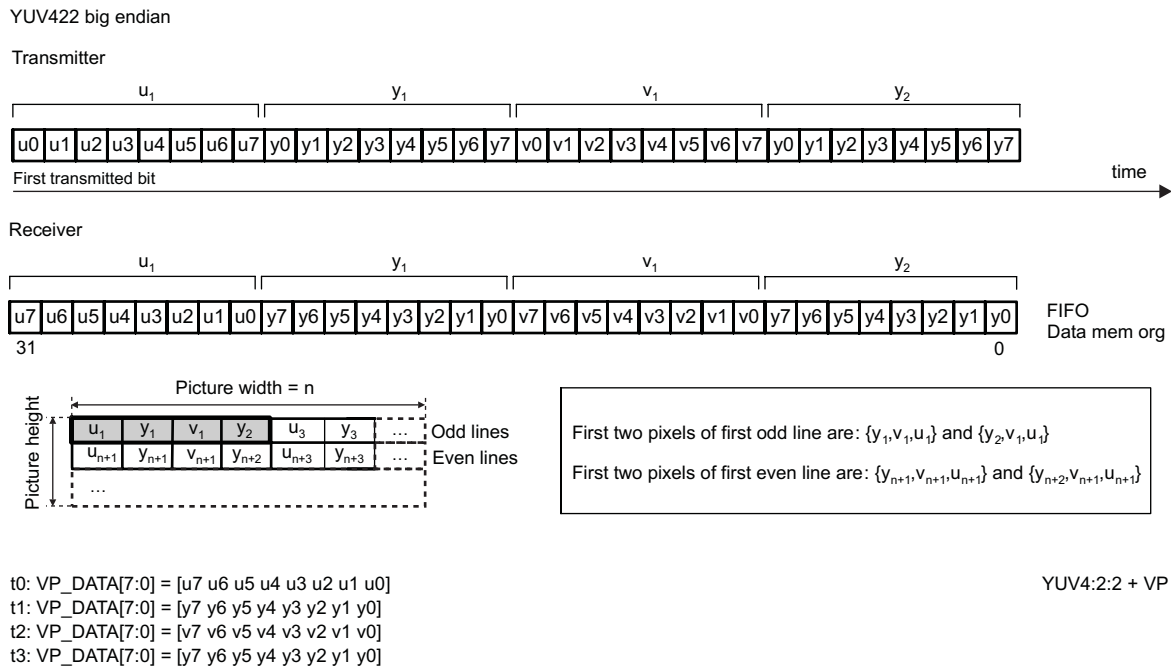 YUV422 big endian
Transmitter
u1 y1 v1 y2
u0 u1 u2 u3 u4 u5 u6 u7 y0 y1 y2 y3 y4 y5 y6 y7 v0 v1 v2 v3 v4 v5 v6 v7 y0 y1 y2 y3 y4 y5 y6 y7
First transmitted bit
time
Receiver
u1 y1 v1 y2
u7 u6 u5 u4 u3 u2 u1 u0 y7 y6 y5 y4 y3 y2 y1 y0 v7 v6 v5 v4 v3 v2 v1 v0 y7 y6 y5 y4 y3 y2 y1 y0
FIFO
Data mem org
31 0
Picture width = n
Picture height
u1 y1 v1 y2 u3 y3 ... Odd lines
un+1 yn+1 vn+1 yn+2 un+3 yn+3 ... Even lines
...
First two pixels of first odd line are: {y1,v1,u1} and {y2,v1,u1}
First two pixels of first even line are: {yn+1,vn+1,un+1} and {yn+2,vn+1,un+1}
t0: VP_DATA[7:0] = [u7 u6 u5 u4 u3 u2 u1 u0]
YUV4:2:2 + VP
t1: VP_DATA[7:0] = [y7 y6 y5 y4 y3 y2 y1 y0]
t2: VP_DATA[7:0] = [v7 v6 v5 v4 v3 v2 v1 v0]
t3: VP_DATA[7:0] = [y7 y6 y5 y4 y3 y2 y1 y0]